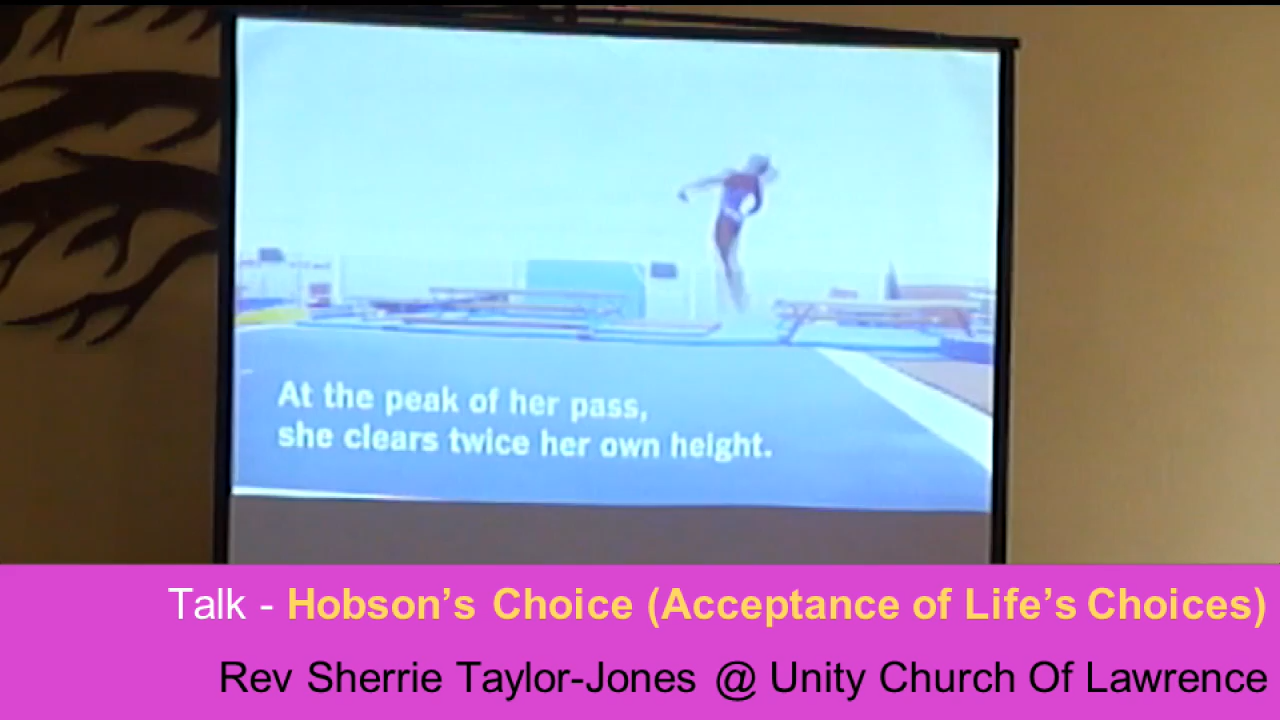 At the peak of her pass,
she clears twice her own height.
Talk - Hobson’s Choice (Acceptance of Life’s Choices)
Rev Sherrie Taylor-Jones @ Unity Church Of Lawrence